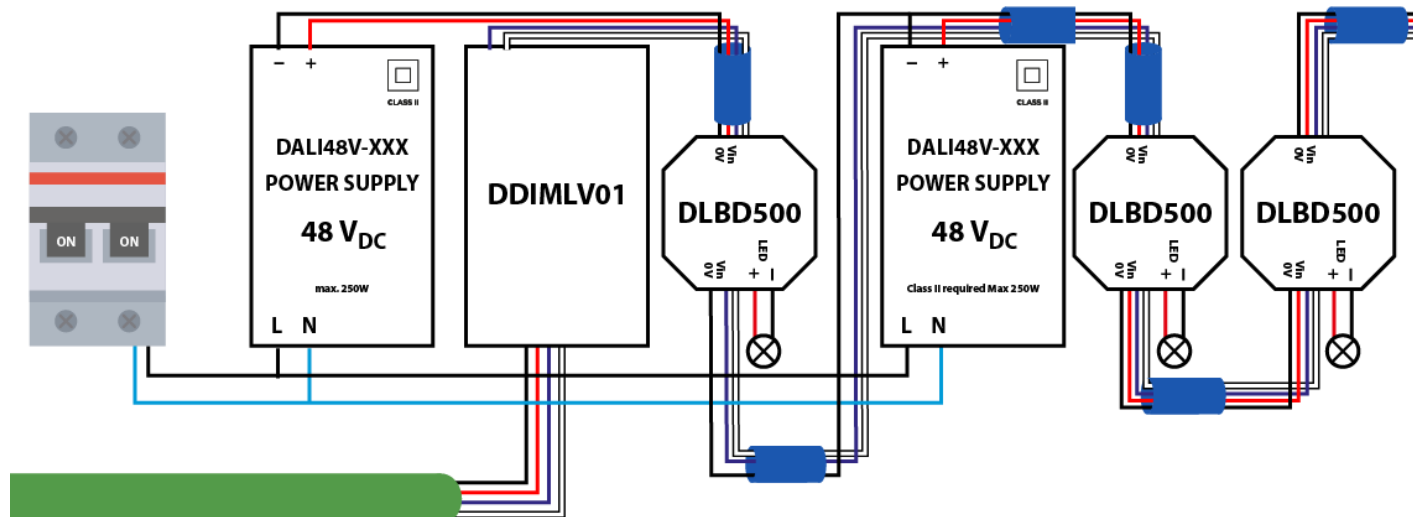 ON
ON
− +
CLASS II
DALI48V-XXX
POWER SUPPLY
48 VDC
max. 250W
L N
DDIMLV01
0V
Vin
DLBD500
0V
Vin
LED
+ −
− +
CLASS II
DALI48V-XXX
POWER SUPPLY
48 VDC
Class II required Max 250W
L N
0V
Vin
DLBD500
0V
Vin
LED
+ −
0V
Vin
DLBD500
0V
Vin
LED
+ −